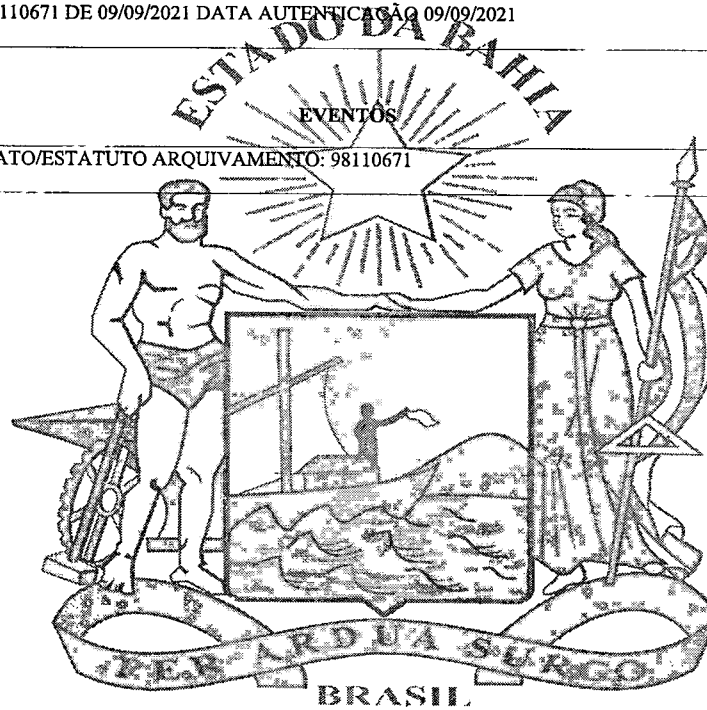 110671 DE 09/09/2021 DATA AUTENTICAÇÃO 09/09/2021
ESTADO DA BAHIA
EVENTOS
ATO/ESTATUTO ARQUIVAMENTO: 98110671
PER ARDUA SURGO
BRASIL